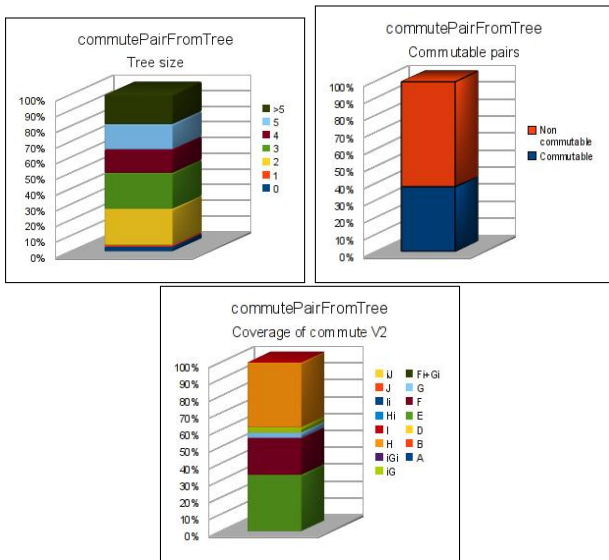 commutePairFromTree
Tree size
100%
90%
80%
70%
60%
50%
40%
30%
20%
10%
0%
>5
5
4
3
2
1
0
commutePairFromTree
Commutable pairs
100%
90%
80%
70%
60%
50%
40%
30%
20%
10%
0%
Non
commutable
Commutable
commutePairFromTree
Coverage of commute V2
100%
90%
80%
70%
60%
50%
40%
30%
20%
10%
0%
iJ Fi+Gi
J G
Ii F
Hi E
I D
H B
iGi A
iG